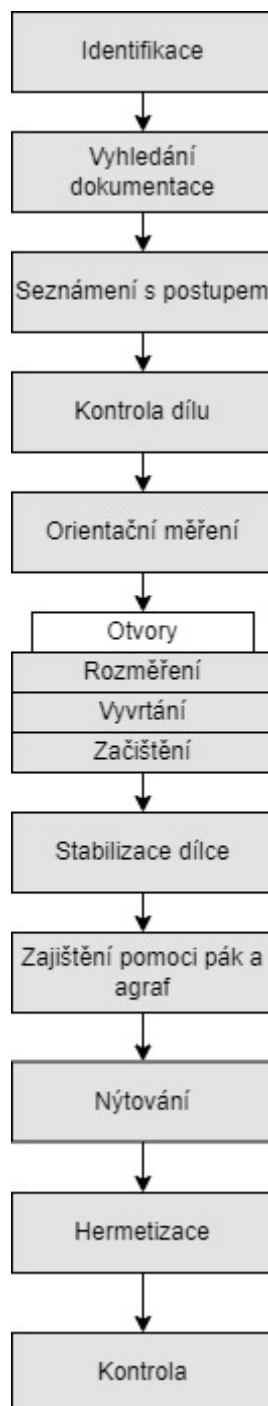 Identifikace
Vyhledání
dokumentace
Seznámení s postupem
Kontrola dílu
Orientační měření
Otvory
Rozměření
Vyvrtání
Začištění
Stabilizace dílce
Zajištění pomoci pák a
agraf
Nýtování
Hermetizace
Kontrola